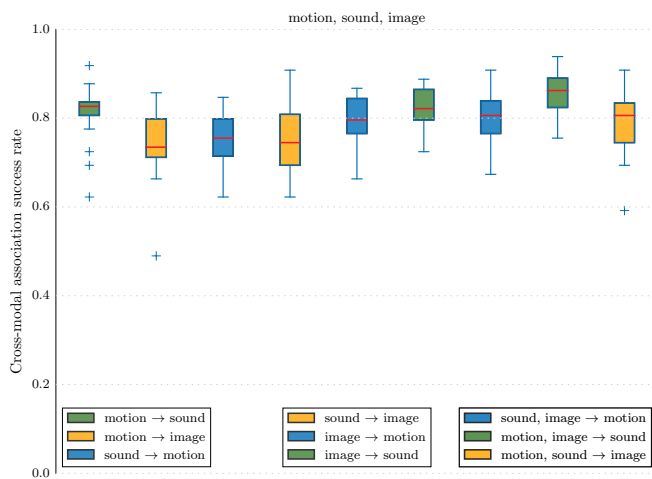 motion, sound, image
Cross-modal association success rate
1.0
0.8
0.6
0.4
0.2
0.0
motion → sound
motion → image
sound → motion
sound → image
image → motion
image → sound
sound, image → motion
motion, image → sound
motion, sound → image